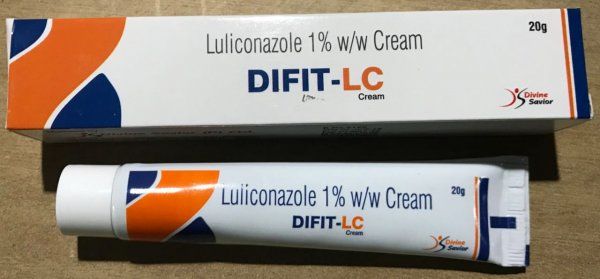 Luliconazole 1% w/w Cream
20g
DIFIT-LC
Cream
Divine
Savior
Luliconazole 1% w/w Cream
20g
DIFIT-LC
Cream
Divine
Savior